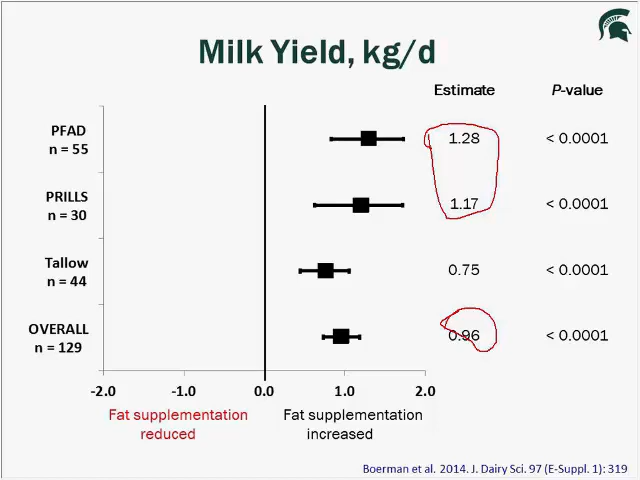 Milk Yield, kg/d
Estimate P-value
PFAD
n = 55
1.28 < 0.0001
PRILLS
n = 30
1.17 < 0.0001
Tallow
n = 44
0.75 < 0.0001
OVERALL
n = 129
0.96 < 0.0001
-2.0 -1.0 0.0 1.0 2.0
Fat supplementation
reduced
Fat supplementation
increased
Boerman et al. 2014. J. Dairy Sci. 97 (E-Suppl. 1): 319